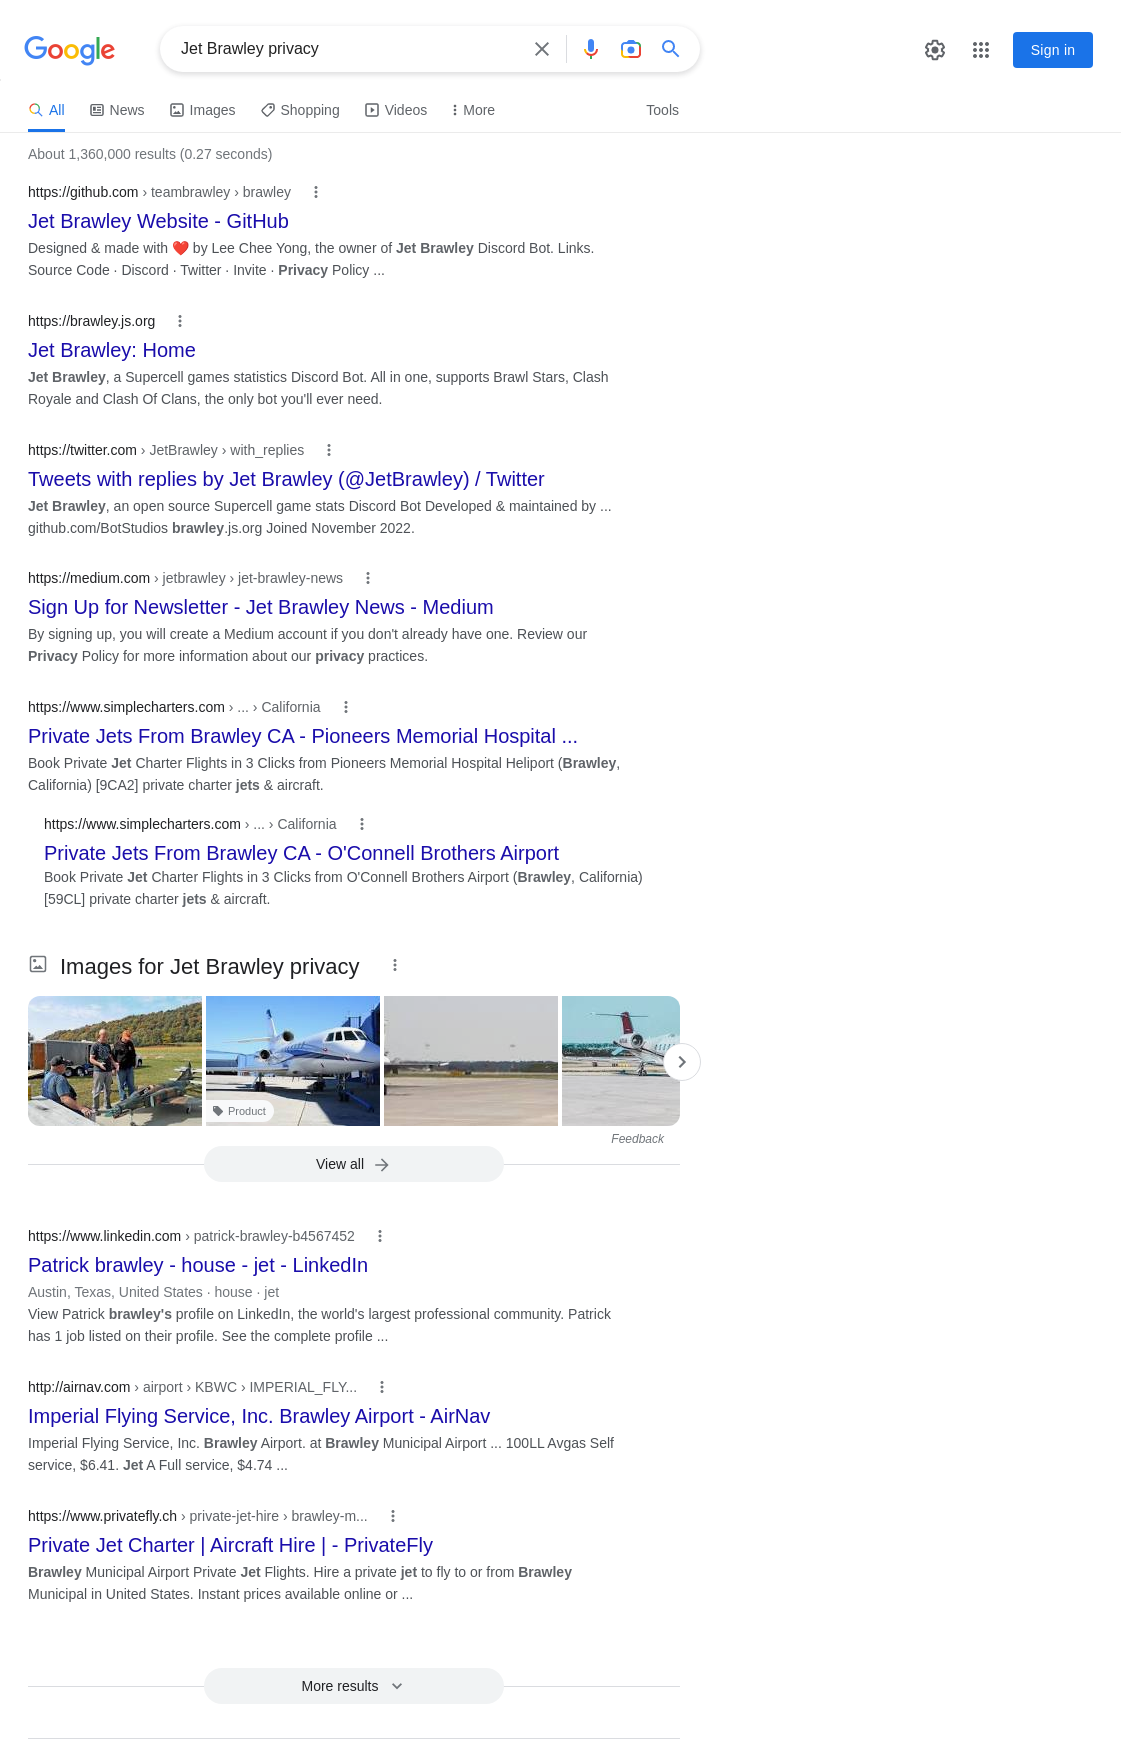 Google
Jet Brawley privacy
Sign in
All News Images Shopping Videos More Tools
About 1,360,000 results (0.27 seconds)
https://github.com › teambrawley › brawley
Jet Brawley Website - GitHub
Designed & made with ❤️ by Lee Chee Yong, the owner of Jet Brawley Discord Bot. Links.
Source Code · Discord · Twitter · Invite · Privacy Policy ...
https://brawley.js.org
Jet Brawley: Home
Jet Brawley, a Supercell games statistics Discord Bot. All in one, supports Brawl Stars, Clash
Royale and Clash Of Clans, the only bot you'll ever need.
https://twitter.com › JetBrawley › with_replies
Tweets with replies by Jet Brawley (@JetBrawley) / Twitter
Jet Brawley, an open source Supercell game stats Discord Bot Developed & maintained by ...
github.com/BotStudios brawley.js.org Joined November 2022.
https://medium.com › jetbrawley › jet-brawley-news
Sign Up for Newsletter - Jet Brawley News - Medium
By signing up, you will create a Medium account if you don't already have one. Review our
Privacy Policy for more information about our privacy practices.
https://www.simplecharters.com › ... › California
Private Jets From Brawley CA - Pioneers Memorial Hospital ...
Book Private Jet Charter Flights in 3 Clicks from Pioneers Memorial Hospital Heliport (Brawley,
California) [9CA2] private charter jets & aircraft.
https://www.simplecharters.com › ... › California
Private Jets From Brawley CA - O'Connell Brothers Airport
Book Private Jet Charter Flights in 3 Clicks from O'Connell Brothers Airport (Brawley, California)
[59CL] private charter jets & aircraft.
Images for Jet Brawley privacy
Product
Feedback
View all
https://www.linkedin.com › patrick-brawley-b4567452
Patrick brawley - house - jet - LinkedIn
Austin, Texas, United States · house · jet
View Patrick brawley's profile on LinkedIn, the world's largest professional community. Patrick
has 1 job listed on their profile. See the complete profile ...
http://airnav.com › airport › KBWC › IMPERIAL_FLY...
Imperial Flying Service, Inc. Brawley Airport - AirNav
Imperial Flying Service, Inc. Brawley Airport. at Brawley Municipal Airport ... 100LL Avgas Self
service, $6.41. Jet A Full service, $4.74 ...
https://www.privatefly.ch › private-jet-hire › brawley-m...
Private Jet Charter | Aircraft Hire | - PrivateFly
Brawley Municipal Airport Private Jet Flights. Hire a private jet to fly to or from Brawley
Municipal in United States. Instant prices available online or ...
More results